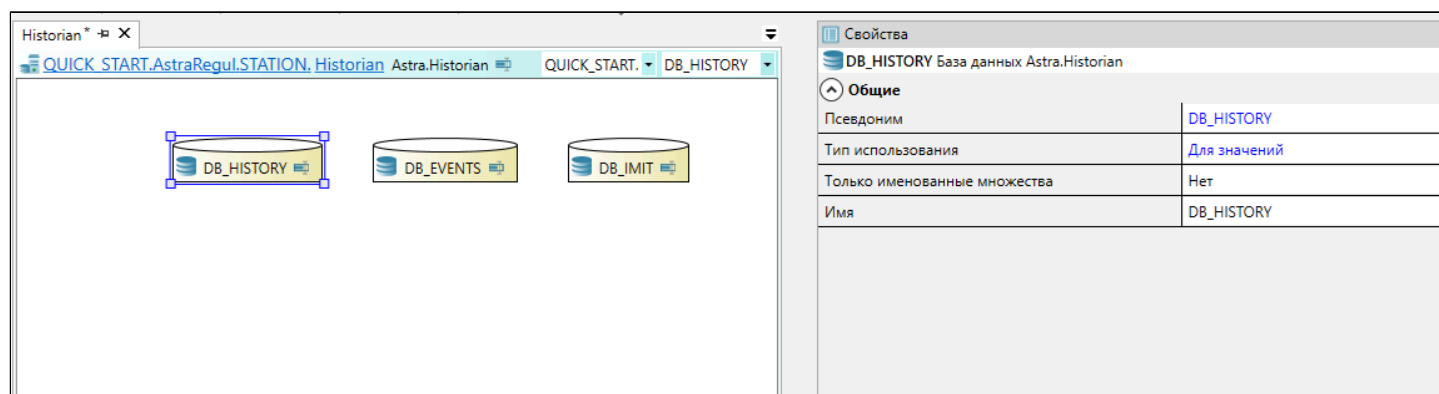 Historian*
QUICK_START.AstraRegul.STATION. Historian Astra.Historian QUICK_START. DB_HISTORY
DB_HISTORY DB_EVENTS DB_IMIT
Свойства
DB_HISTORY База данных Astra.Historian
Общие
Псевдоним DB_HISTORY
Тип использования Для значений
Только именованные множества Нет
Имя DB_HISTORY